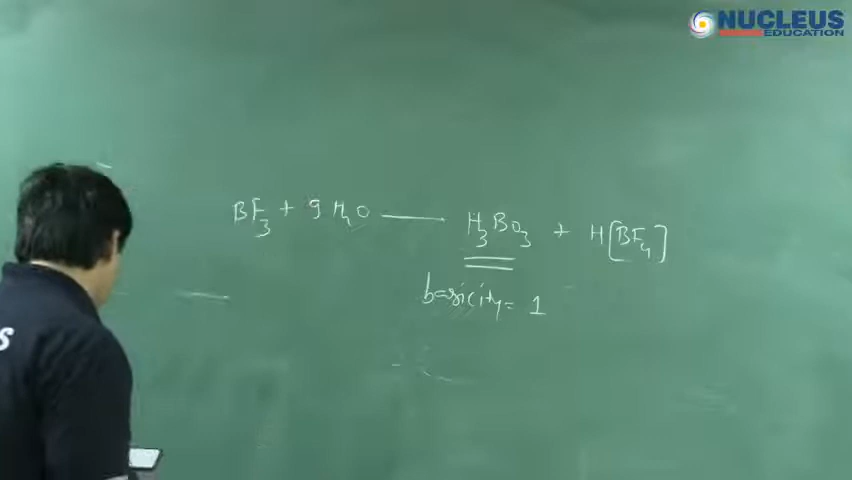 NUCLEUS
EDUCATION
BF₃ + 9 H₂O ⟶ H₃BO₃ + H[BF₄]
basicity = 1
S